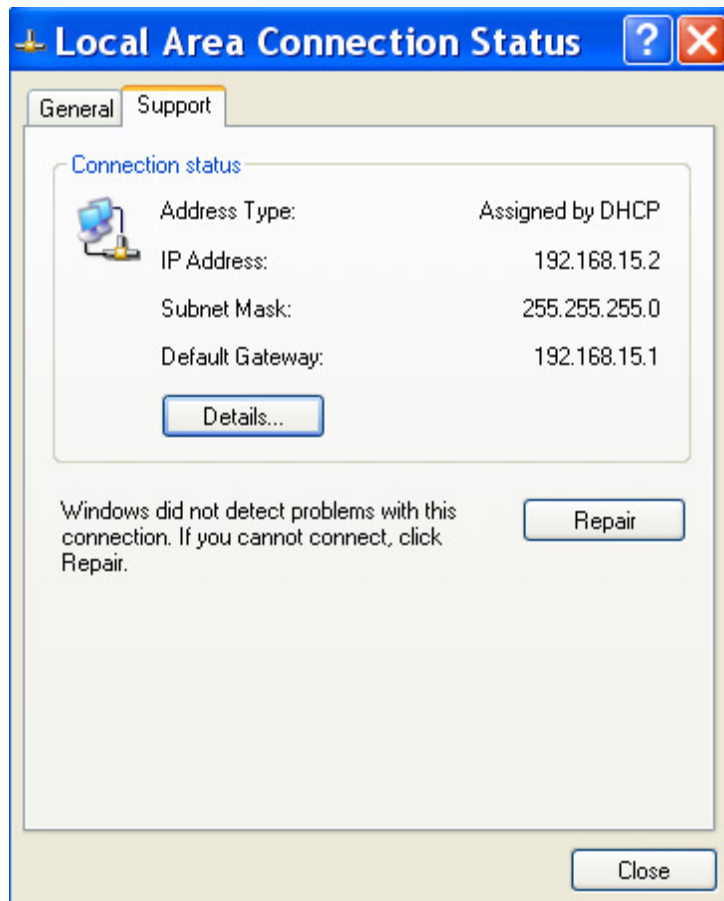 Local Area Connection Status
General
Support
Connection status
Address Type: Assigned by DHCP
IP Address: 192.168.15.2
Subnet Mask: 255.255.255.0
Default Gateway: 192.168.15.1
Details...
Windows did not detect problems with this
connection. If you cannot connect, click
Repair.
Repair
Close